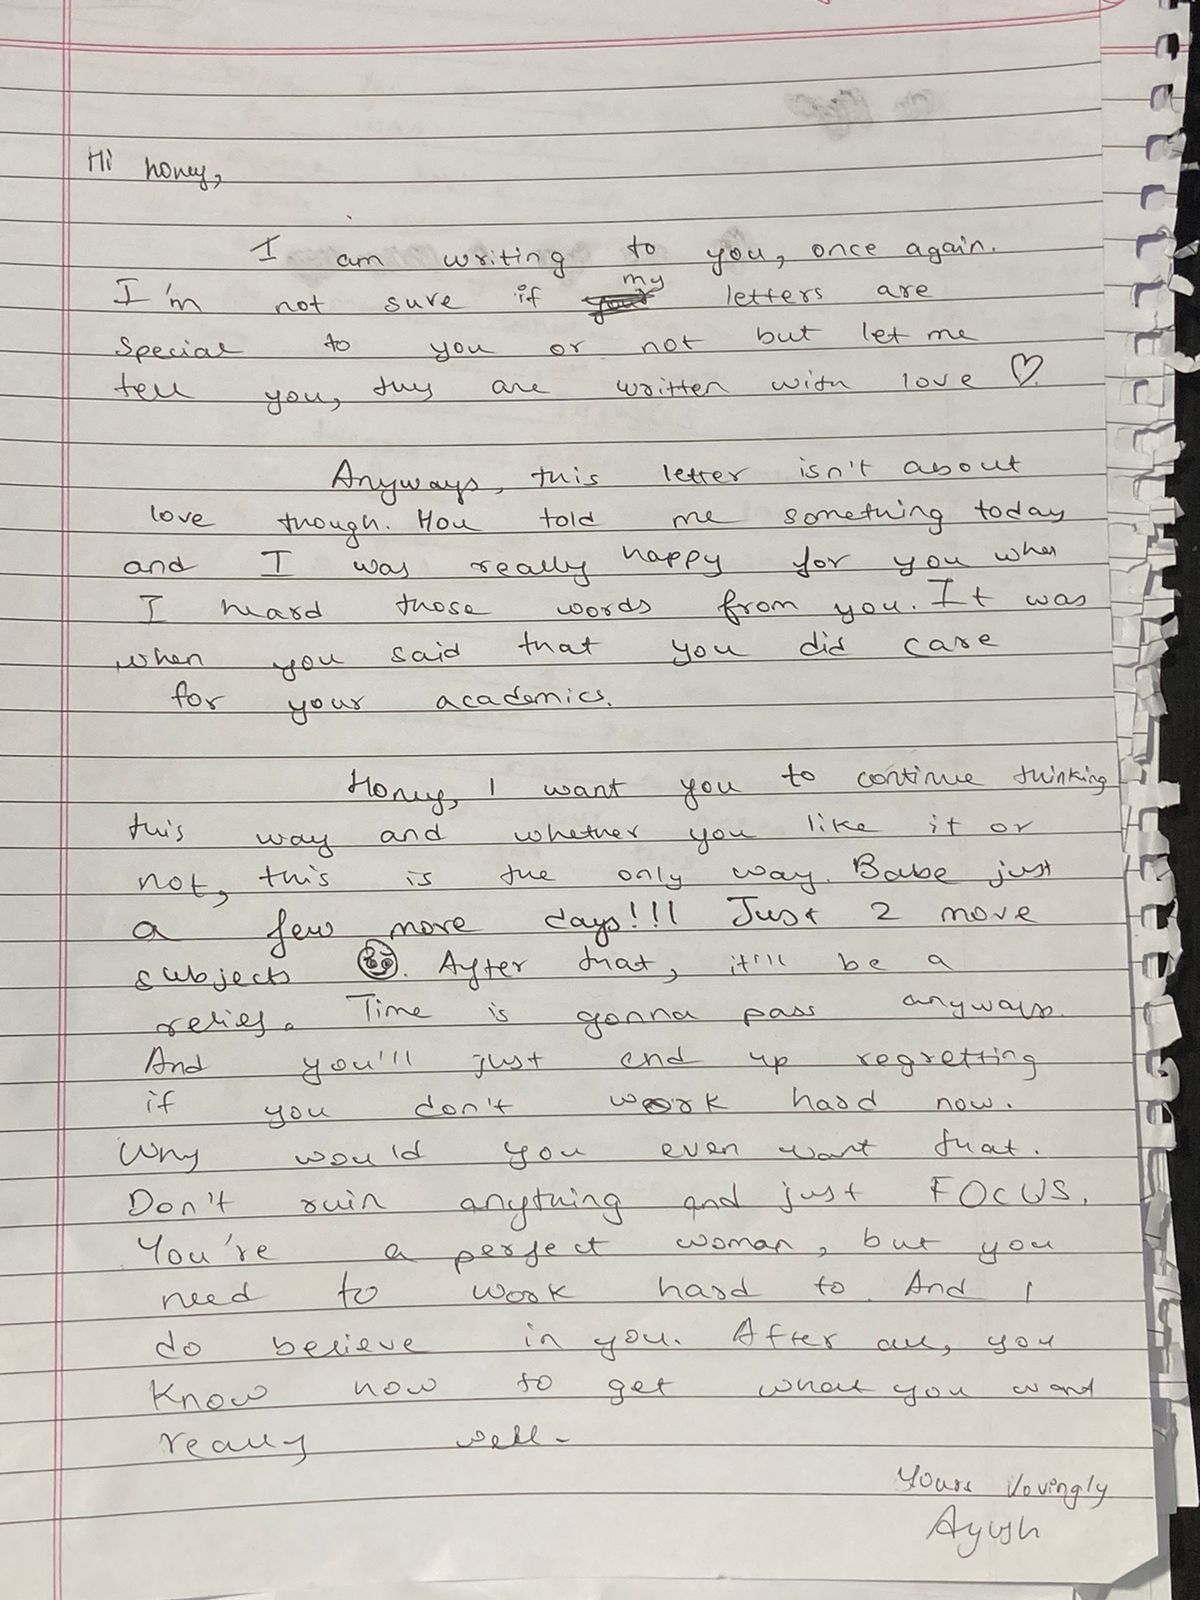 Hi honey,
I am writing to you, once again.
I'm not sure if my letters are
special to you or not but let me
tell you, they are written with love ♡.
Anyways, this letter isn't about
love though. You told me something today
and I was really happy for you when
I heard those words from you. It was
when you said that you did care
for your academics.
Honey, I want you to continue thinking
this way and whether you like it or
not, this is the only way. Babe just
a few more days!!! Just 2 more
subjects. After that, it'll be a
relief. Time is gonna pass anyways.
And you'll just end up regretting
if you don't work hard now.
Why would you even want that.
Don't ruin anything and just FOCUS.
You're a perfect woman, but you
need to work hard to. And I
do believe in you. After all, you
know how to get what you want
really well.
Yours lovingly
Ayush